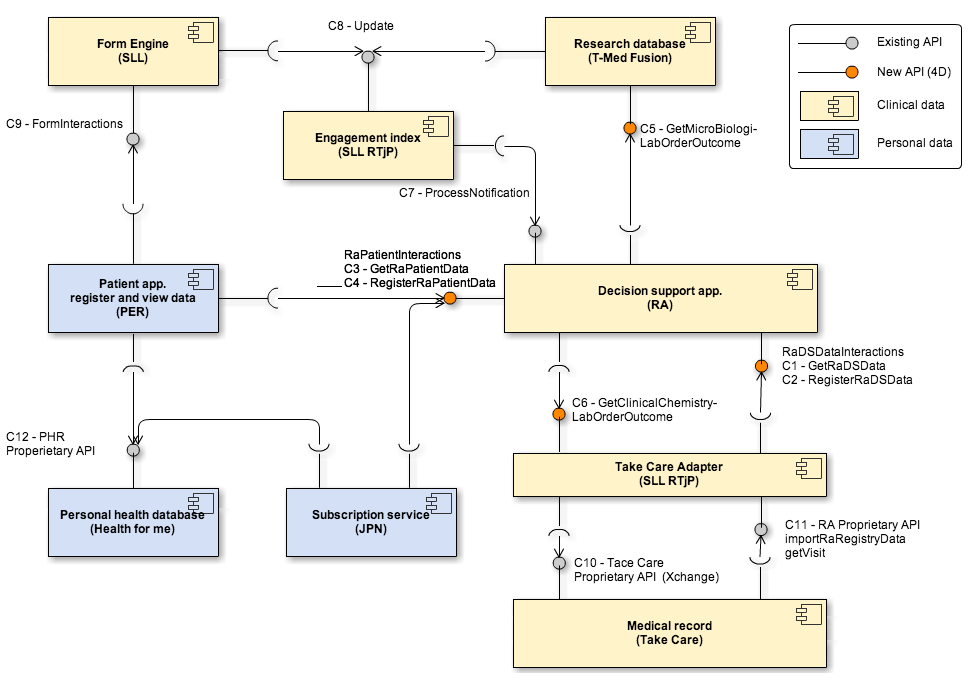 Form Engine
(SLL)
C8 - Update
Research database
(T-Med Fusion)
Existing API
New API (4D)
Clinical data
Personal data
C9 - FormInteractions
Engagement index
(SLL RTjP)
C5 - GetMicroBiologi-
LabOrderOutcome
C7 - ProcessNotification
RaPatientInteractions
C3 - GetRaPatientData
C4 - RegisterRaPatientData
Patient app.
register and view data
(PER)
Decision support app.
(RA)
RaDSDataInteractions
C1 - GetRaDSData
C2 - RegisterRaDSData
C6 - GetClinicalChemistry-
LabOrderOutcome
C12 - PHR
Properietary API
Take Care Adapter
(SLL RTjP)
Personal health database
(Health for me)
Subscription service
(JPN)
C11 - RA Proprietary API
importRaRegistryData
getVisit
C10 - Tace Care
Proprietary API (Xchange)
Medical record
(Take Care)